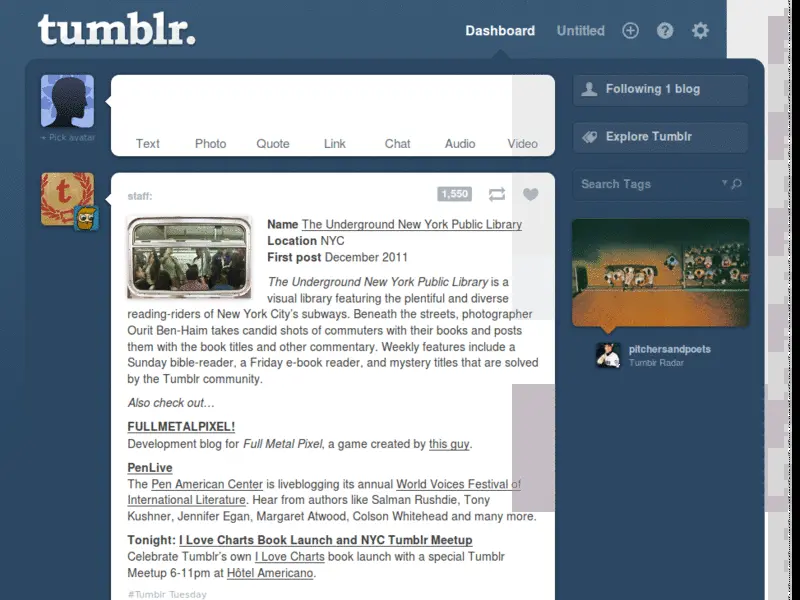 tumblr.
Dashboard
Untitled
+ Pick avatar
Text
Photo
Quote
Link
Chat
Audio
Video
Following 1 blog
Explore Tumblr
Search Tags
staff:
1,550
Name The Underground New York Public Library
Location NYC
First post December 2011
The Underground New York Public Library is a
visual library featuring the plentiful and diverse
reading-riders of New York City's subways. Beneath the streets, photographer
Ourit Ben-Haim takes candid shots of commuters with their books and posts
them with the book titles and other commentary. Weekly features include a
Sunday bible-reader, a Friday e-book reader, and mystery titles that are solved
by the Tumblr community.
Also check out…
FULLMETALPIXEL!
Development blog for Full Metal Pixel, a game created by this guy.
PenLive
The Pen American Center is liveblogging its annual World Voices Festival of
International Literature. Hear from authors like Salman Rushdie, Tony
Kushner, Jennifer Egan, Margaret Atwood, Colson Whitehead and many more.
Tonight: I Love Charts Book Launch and NYC Tumblr Meetup
Celebrate Tumblr's own I Love Charts book launch with a special Tumblr
Meetup 6-11pm at Hôtel Americano.
#Tumblr Tuesday
pitchersandpoets
Tumblr Radar